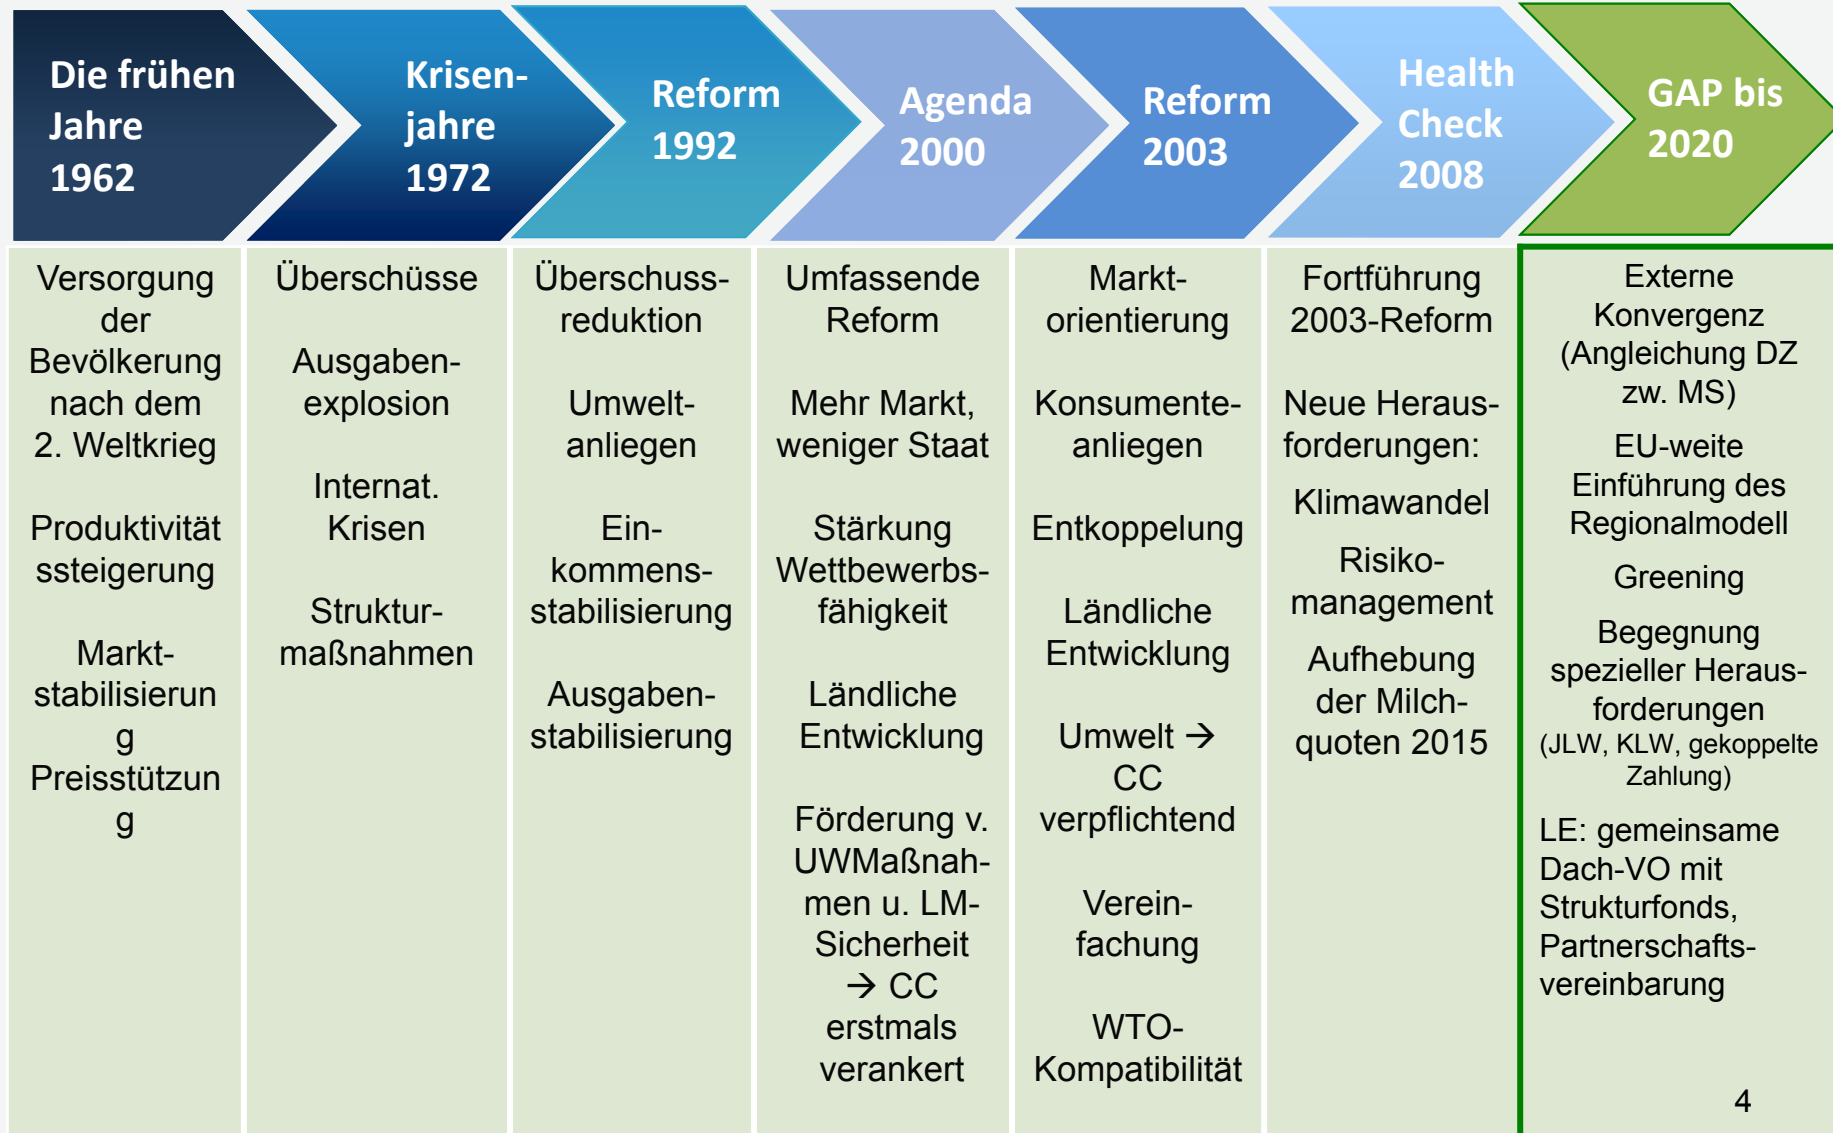 Die frühen
Jahre
1962
Krisen-
jahre
1972
Reform
1992
Agenda
2000
Reform
2003
Health
Check
2008
GAP bis
2020
Versorgung
der
Bevölkerung
nach dem
2. Weltkrieg
Produktivität
ssteigerung
Markt-
stabilisierun
g
Preisstützun
g
Überschüsse
Ausgaben-
explosion
Internat.
Krisen
Struktur-
maßnahmen
Überschuss-
reduktion
Umwelt-
anliegen
Ein-
kommens-
stabilisierung
Ausgaben-
stabilisierung
Umfassende
Reform
Mehr Markt,
weniger Staat
Stärkung
Wettbewerbs-
fähigkeit
Ländliche
Entwicklung
Förderung v.
UWMaßnah-
men u. LM-
Sicherheit
→ CC
erstmals
verankert
Markt-
orientierung
Konsumente-
anliegen
Entkoppelung
Ländliche
Entwicklung
Umwelt →
CC
verpflichtend
Verein-
fachung
WTO-
Kompatibilität
Fortführung
2003-Reform
Neue Heraus-
forderungen:
Klimawandel
Risiko-
management
Aufhebung
der Milch-
quoten 2015
Externe
Konvergenz
(Angleichung DZ
zw. MS)
EU-weite
Einführung des
Regionalmodell
Greening
Begegnung
spezieller Heraus-
forderungen
(JLW, KLW, gekoppelte
Zahlung)
LE: gemeinsame
Dach-VO mit
Strukturfonds,
Partnerschafts-
vereinbarung
4